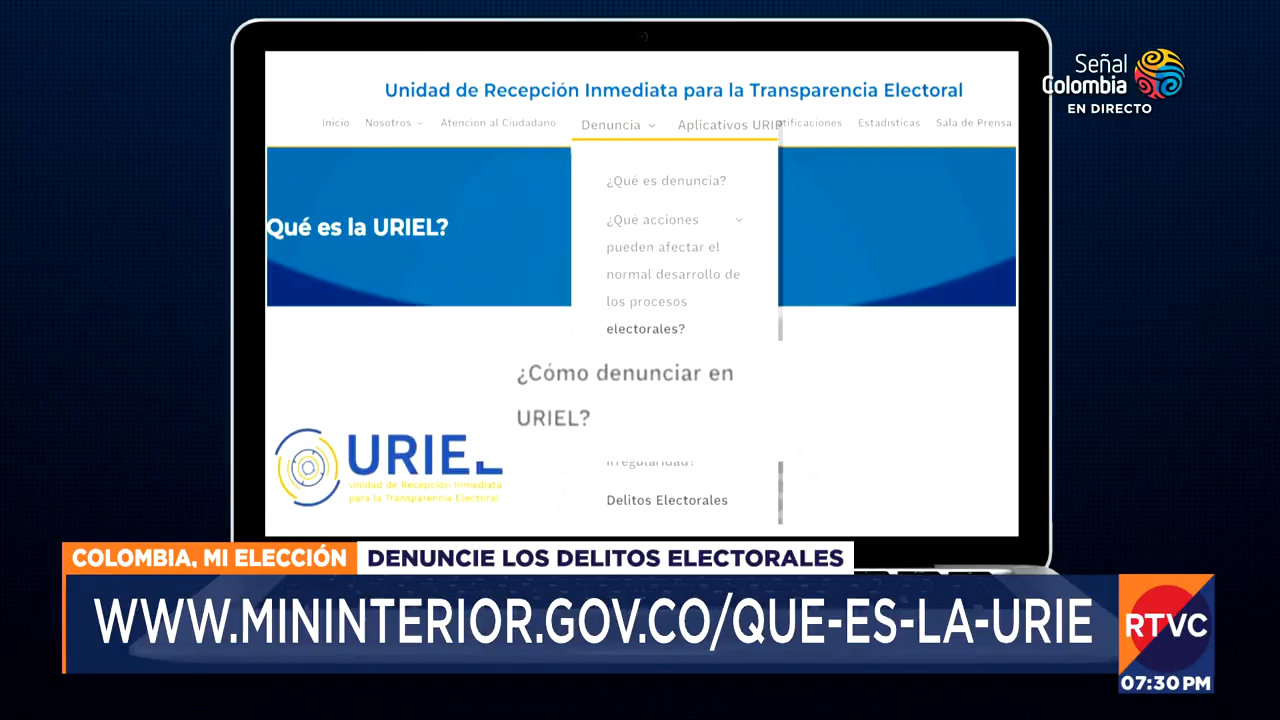 Señal
Colombia
EN DIRECTO
Unidad de Recepción Inmediata para la Transparencia Electoral
Inicio Nosotros Atencion al Ciudadano Denuncia Aplicativos Estadisticas Sala de Prensa
¿Qué es denuncia?
¿Qué acciones
pueden afectar el
normal desarrollo de
los procesos
electorales?
Qué es la URIEL?
¿Cómo denunciar en
URIEL?
Delitos Electorales
URIEL
Unidad de Recepción Inmediata
para la Transparencia Electoral
COLOMBIA, MI ELECCIÓN DENUNCIE LOS DELITOS ELECTORALES
WWW.MININTERIOR.GOV.CO/QUE-ES-LA-URIE
RTVC
07:30 PM